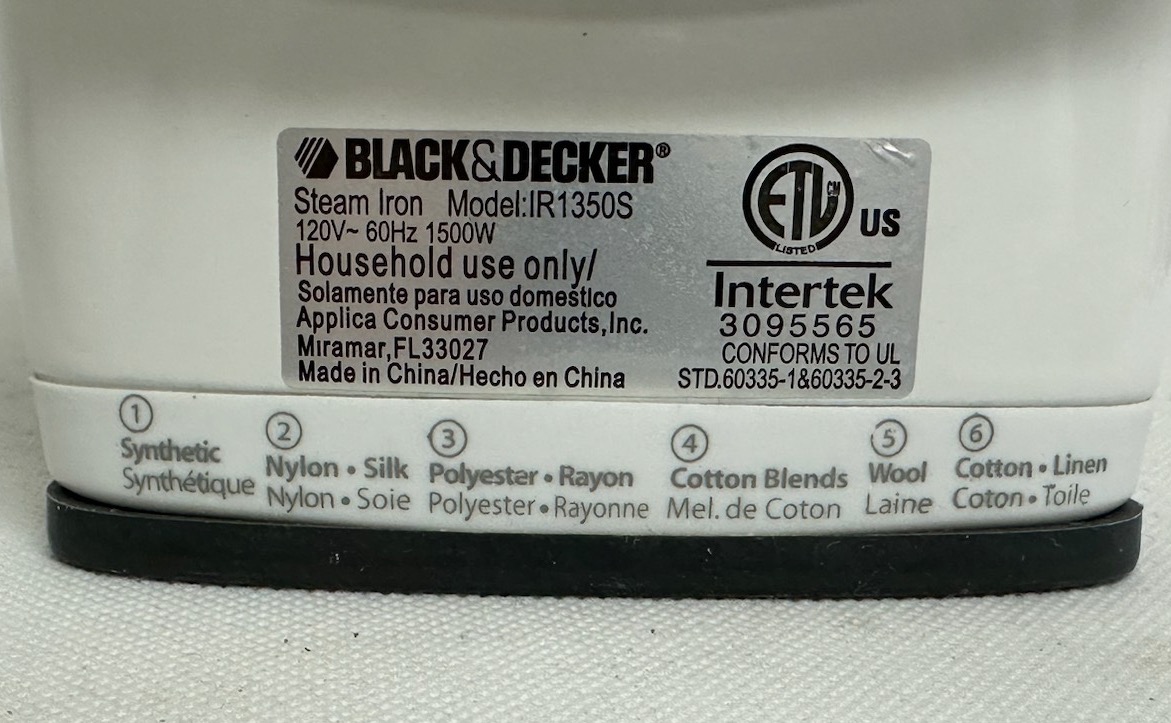 BLACK&DECKER®
Steam Iron Model:IR1350S
120V~ 60Hz 1500W
Household use only/
Solamente para uso domestico
Applica Consumer Products,Inc.
Miramar,FL33027
Made in China/Hecho en China
ETL CM
LISTED
US
Intertek
3095565
CONFORMS TO UL
STD.60335-1&60335-2-3
1
Synthetic
Synthétique
2
Nylon • Silk
Nylon • Soie
3
Polyester • Rayon
Polyester • Rayonne
4
Cotton Blends
Mel. de Coton
5
Wool
Laine
6
Cotton • Linen
Coton • Toile